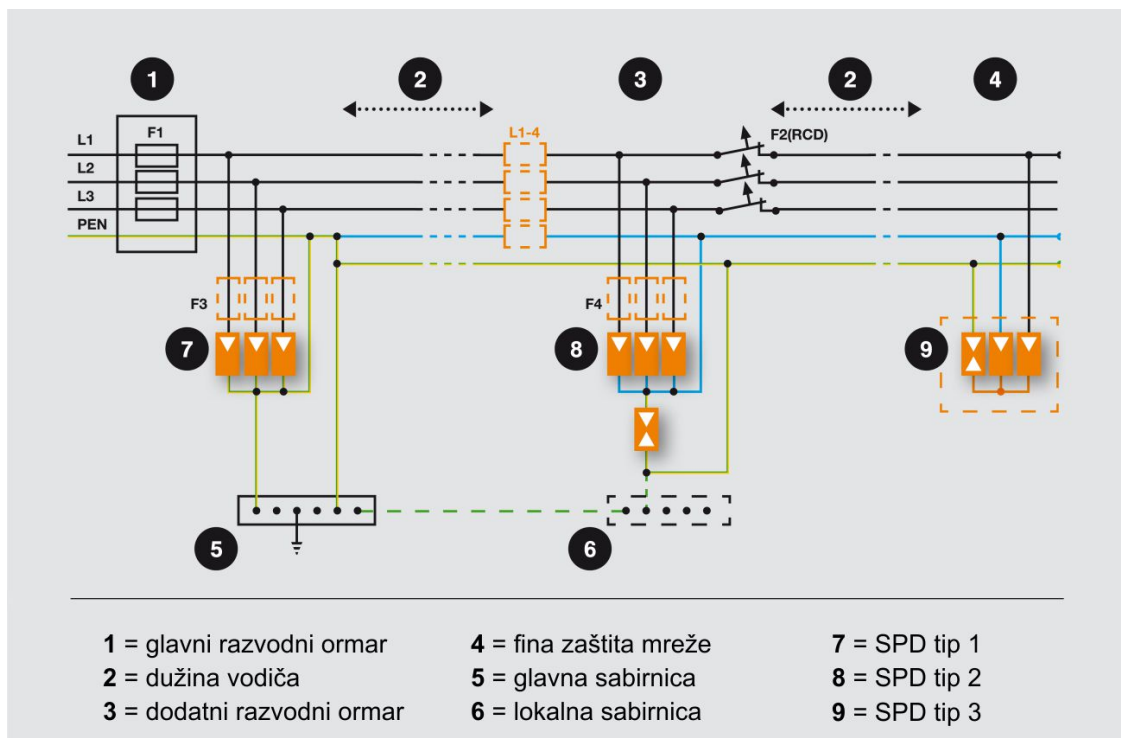 1
2
3
2
4
L1
F1
L1-4
F2(RCD)
L2
L3
PEN
F3
F4
7
8
9
5
6
1 = glavni razvodni ormar
2 = dužina vodiča
3 = dodatni razvodni ormar
4 = fina zaštita mreže
5 = glavna sabirnica
6 = lokalna sabirnica
7 = SPD tip 1
8 = SPD tip 2
9 = SPD tip 3